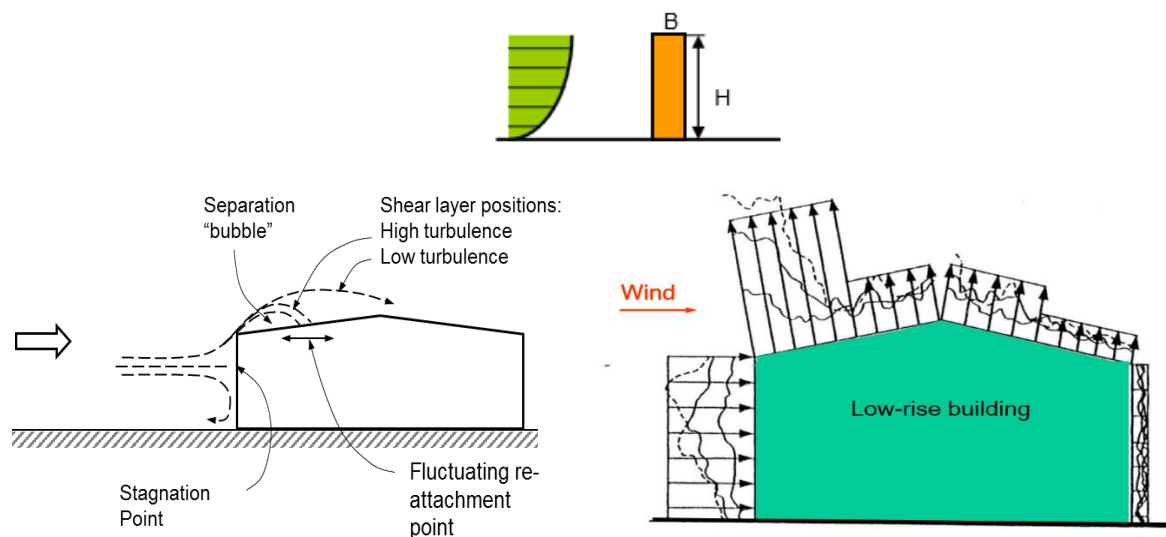 B
H
Separation
“bubble”
Shear layer positions:
High turbulence
Low turbulence
Stagnation
Point
Fluctuating re-
attachment
point
Wind
Low-rise building